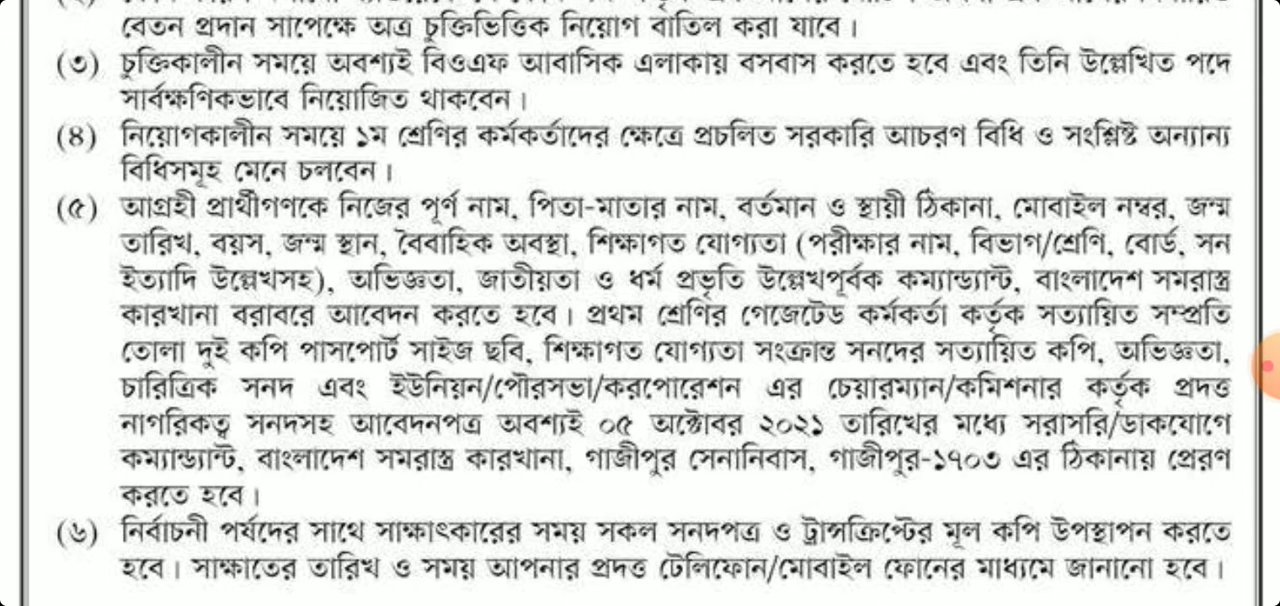 বেতন প্রদান সাপেক্ষে অত্র চুক্তিভিত্তিক নিয়োগ বাতিল করা যাবে।
(৩) চুক্তিকালীন সময়ে অবশ্যই বিওএফ আবাসিক এলাকায় বসবাস করতে হবে এবং তিনি উল্লেখিত পদে
সার্বক্ষণিকভাবে নিয়োজিত থাকবেন।
(৪) নিয়োগকালীন সময়ে ১ম শ্রেণির কর্মকর্তাদের ক্ষেত্রে প্রচলিত সরকারি আচরণ বিধি ও সংশ্লিষ্ট অন্যান্য
বিধিসমূহ মেনে চলবেন।
(৫) আগ্রহী প্রার্থীগণকে নিজের পূর্ণ নাম, পিতা-মাতার নাম, বর্তমান ও স্থায়ী ঠিকানা, মোবাইল নম্বর, জন্ম
তারিখ, বয়স, জন্ম স্থান, বৈবাহিক অবস্থা, শিক্ষাগত যোগ্যতা (পরীক্ষার নাম, বিভাগ/শ্রেণি, বোর্ড, সন
ইত্যাদি উল্লেখসহ), অভিজ্ঞতা, জাতীয়তা ও ধর্ম প্রভৃতি উল্লেখপূর্বক কম্যান্ড্যান্ট, বাংলাদেশ সমরাস্ত্র
কারখানা বরাবরে আবেদন করতে হবে। প্রথম শ্রেণির গেজেটেড কর্মকর্তা কর্তৃক সত্যায়িত সম্প্রতি
তোলা দুই কপি পাসপোর্ট সাইজ ছবি, শিক্ষাগত যোগ্যতা সংক্রান্ত সনদের সত্যায়িত কপি, অভিজ্ঞতা,
চারিত্রিক সনদ এবং ইউনিয়ন/পৌরসভা/করপোরেশন এর চেয়ারম্যান/কমিশনার কর্তৃক প্রদত্ত
নাগরিকত্ব সনদসহ আবেদনপত্র অবশ্যই ০৫ অক্টোবর ২০২১ তারিখের মধ্যে সরাসরি/ডাকযোগে
কম্যান্ড্যান্ট, বাংলাদেশ সমরাস্ত্র কারখানা, গাজীপুর সেনানিবাস, গাজীপুর-১৭০৩ এর ঠিকানায় প্রেরণ
করতে হবে।
(৬) নির্বাচনী পর্ষদের সাথে সাক্ষাৎকারের সময় সকল সনদপত্র ও ট্রান্সক্রিপ্টের মূল কপি উপস্থাপন করতে
হবে। সাক্ষাতের তারিখ ও সময় আপনার প্রদত্ত টেলিফোন/মোবাইল ফোনের মাধ্যমে জানানো হবে।